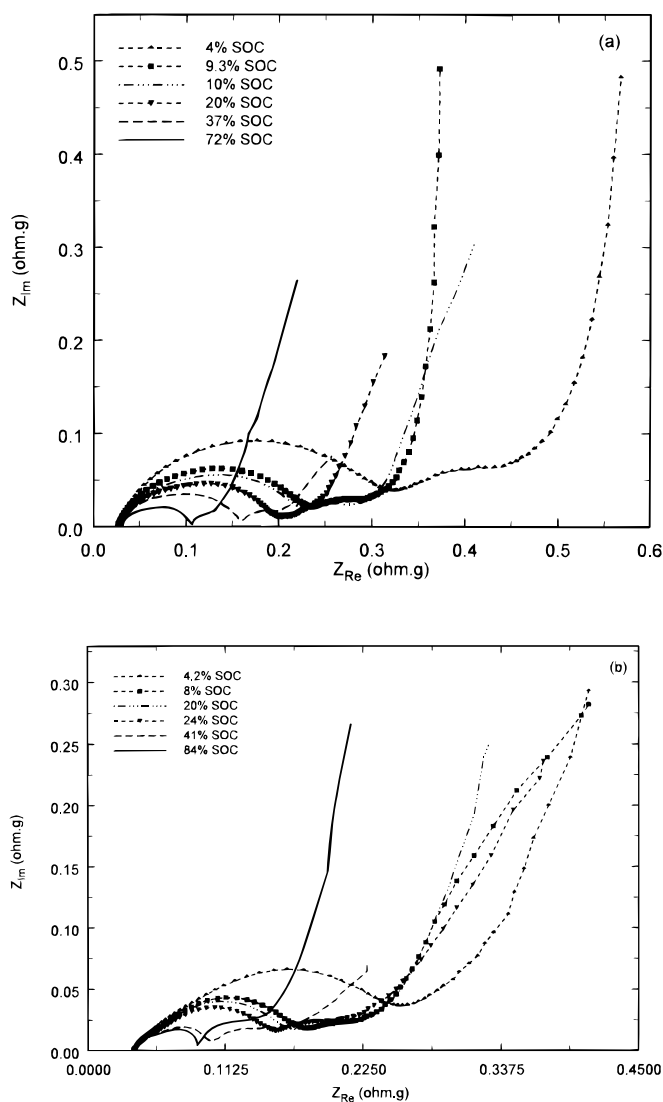 (a)
4% SOC
9.3% SOC
10% SOC
20% SOC
37% SOC
72% SOC
0.5
0.4
0.3
0.2
0.1
0.0
Z_Im (ohm.g)
0.0 0.1 0.2 0.3 0.4 0.5 0.6
Z_Re (ohm.g)
(b)
4.2% SOC
8% SOC
20% SOC
24% SOC
41% SOC
84% SOC
0.30
0.25
0.20
0.15
0.10
0.05
0.00
Z_Im (ohm.g)
0.0000 0.1125 0.2250 0.3375 0.4500
Z_Re (ohm.g)